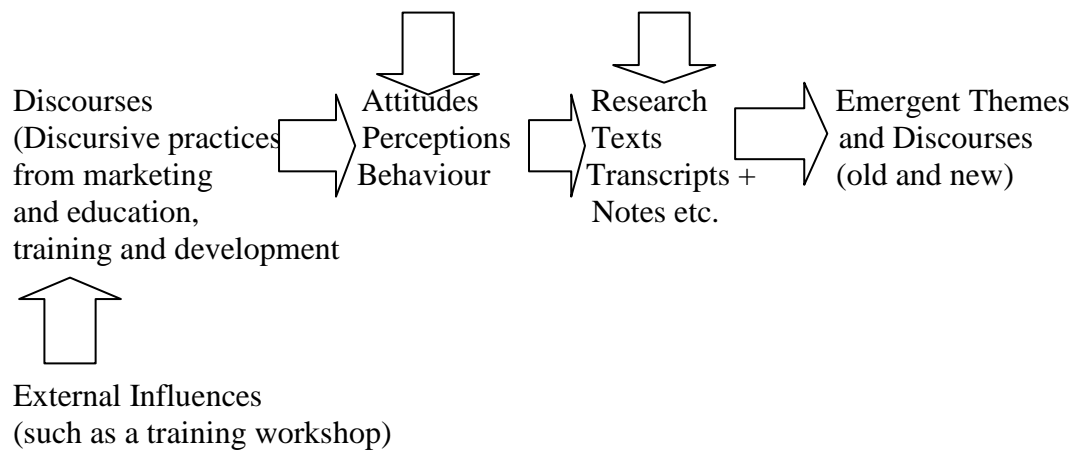 Discourses
(Discursive practices
from marketing
and education,
training and development
Attitudes
Perceptions
Behaviour
Research
Texts
Transcripts +
Notes etc.
Emergent Themes
and Discourses
(old and new)
External Influences
(such as a training workshop)